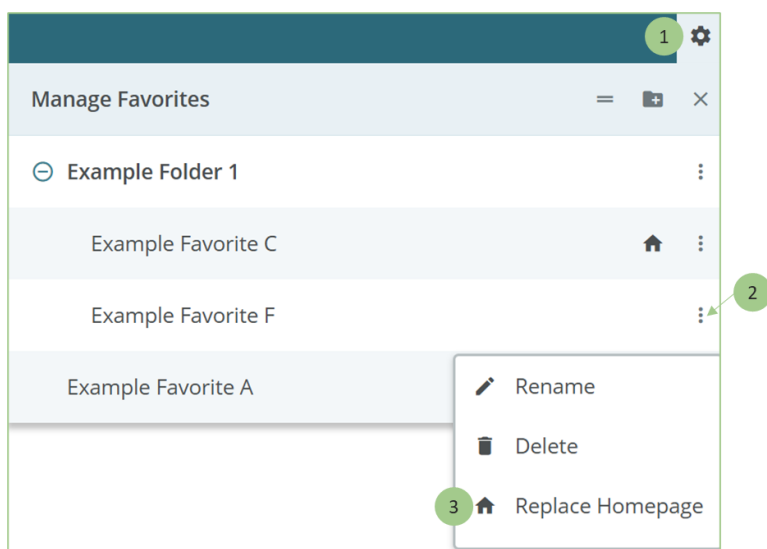 1
Manage Favorites
Example Folder 1
Example Favorite C
Example Favorite F
2
Example Favorite A
Rename
Delete
3 Replace Homepage